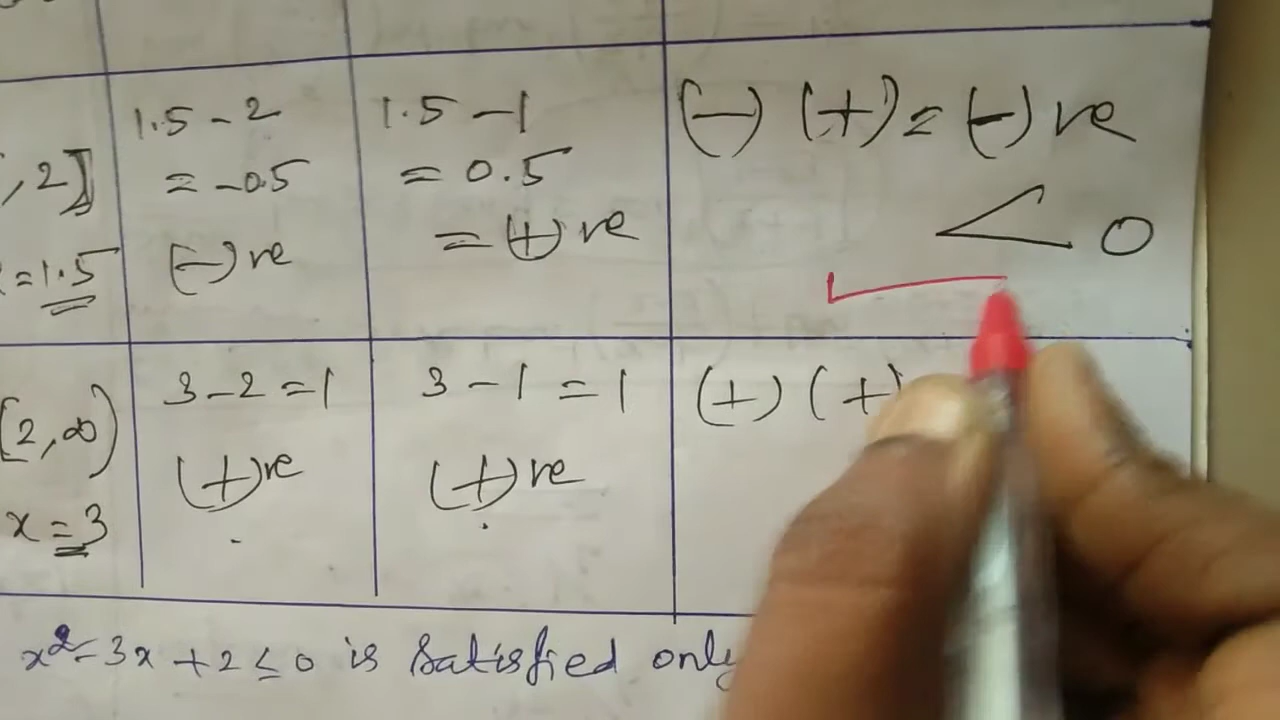 , 2]
= 1.5
1.5 - 2
= -0.5
(-)ve
1.5 - 1
= 0.5
= (+)ve
(-) (+) = (-)ve
< 0
[2, ∞)
x = 3
3 - 2 = 1
(+)ve
3 - 1 = 1
(+)ve
(+) (+)
x² - 3x + 2 ≤ 0 is satisfied only